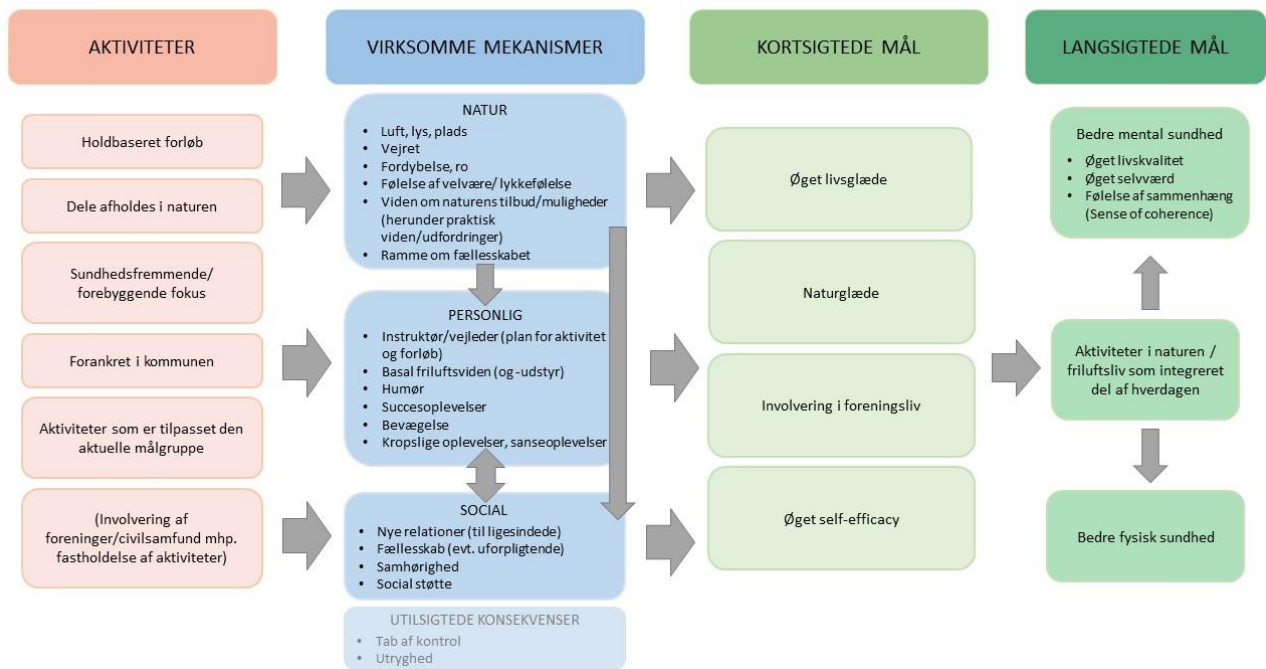 AKTIVITETER
Holdbaseret forløb
Dele afholdes i naturen
Sundhedsfremmende/
forebyggende fokus
Forankret i kommunen
Aktiviteter som er tilpasset den
aktuelle målgruppe
(Involvering af
foreninger/civilsamfund mhp.
fastholdelse af aktiviteter)
VIRKSOMME MEKANISMER
NATUR
• Luft, lys, plads
• Vejret
• Fordybelse, ro
• Følelse af velvære/ lykkefølelse
• Viden om naturens tilbud/muligheder
(herunder praktisk
viden/udfordringer)
• Ramme om fællesskabet
PERSONLIG
• Instruktør/vejleder (plan for aktivitet
og forløb)
• Basal friluftsviden (og -udstyr)
• Humør
• Succesoplevelser
• Bevægelse
• Kropslige oplevelser, sanseoplevelser
SOCIAL
• Nye relationer (til ligesindede)
• Fællesskab (evt. uforpligtende)
• Samhørighed
• Social støtte
UTILSIGTEDE KONSEKVENSER
• Tab af kontrol
• Utryghed
KORTSIGTEDE MÅL
Øget livsglæde
Naturglæde
Involvering i foreningsliv
Øget self-efficacy
LANGSIGTEDE MÅL
Bedre mental sundhed
• Øget livskvalitet
• Øget selvværd
• Følelse af sammenhæng
(Sense of coherence)
Aktiviteter i naturen /
friluftsliv som integreret
del af hverdagen
Bedre fysisk sundhed